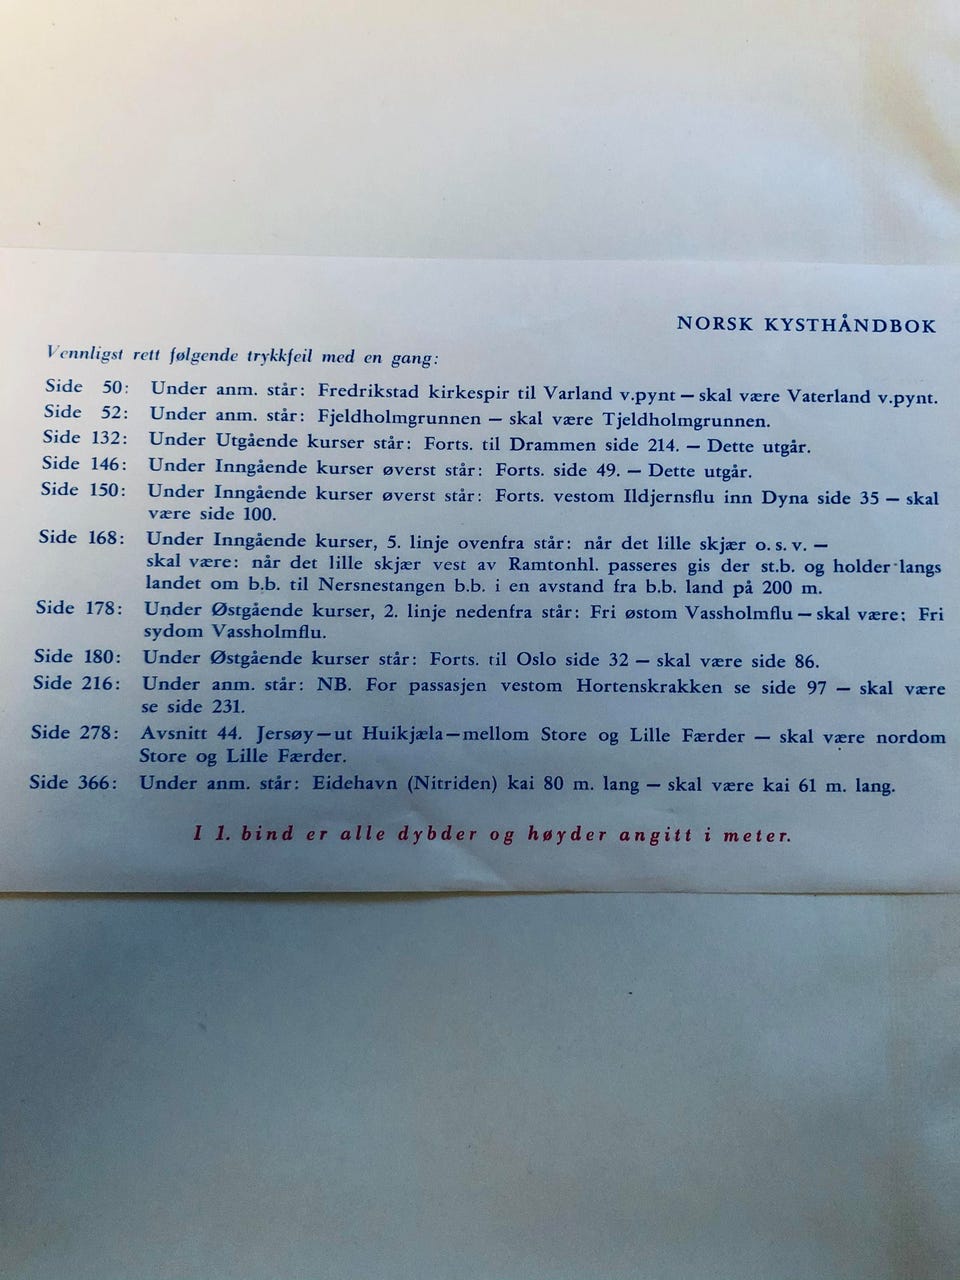 NORSK KYSTHÅNDBOK
Vennligst rett følgende trykkfeil med en gang:
Side 50: Under anm. står: Fredrikstad kirkespir til Varland v.pynt — skal være Vaterland v.pynt.
Side 52: Under anm. står: Fjeldholmgrunnen — skal være Tjeldholmgrunnen.
Side 132: Under Utgående kurser står: Forts. til Drammen side 214. — Dette utgår.
Side 146: Under Inngående kurser øverst står: Forts. side 49. — Dette utgår.
Side 150: Under Inngående kurser øverst står: Forts. vestom Ildjernsflu inn Dyna side 35 — skal
være side 100.
Side 168: Under Inngående kurser, 5. linje ovenfra står: når det lille skjær o. s. v. —
skal være: når det lille skjær vest av Ramtonhl. passeres gis der st.b. og holder langs
landet om b.b. til Nersnestangen b.b. i en avstand fra b.b. land på 200 m.
Side 178: Under Østgående kurser, 2. linje nedenfra står: Fri østom Vassholmflu — skal være: Fri
sydom Vassholmflu.
Side 180: Under Østgående kurser står: Forts. til Oslo side 32 — skal være side 86.
Side 216: Under anm. står: NB. For passasjen vestom Hortenskrakken se side 97 — skal være
se side 231.
Side 278: Avsnitt 44. Jersøy—ut Huikjæla—mellom Store og Lille Færder — skal være nordom
Store og Lille Færder.
Side 366: Under anm. står: Eidehavn (Nitriden) kai 80 m. lang — skal være kai 61 m. lang.
I 1. bind er alle dybder og høyder angitt i meter.